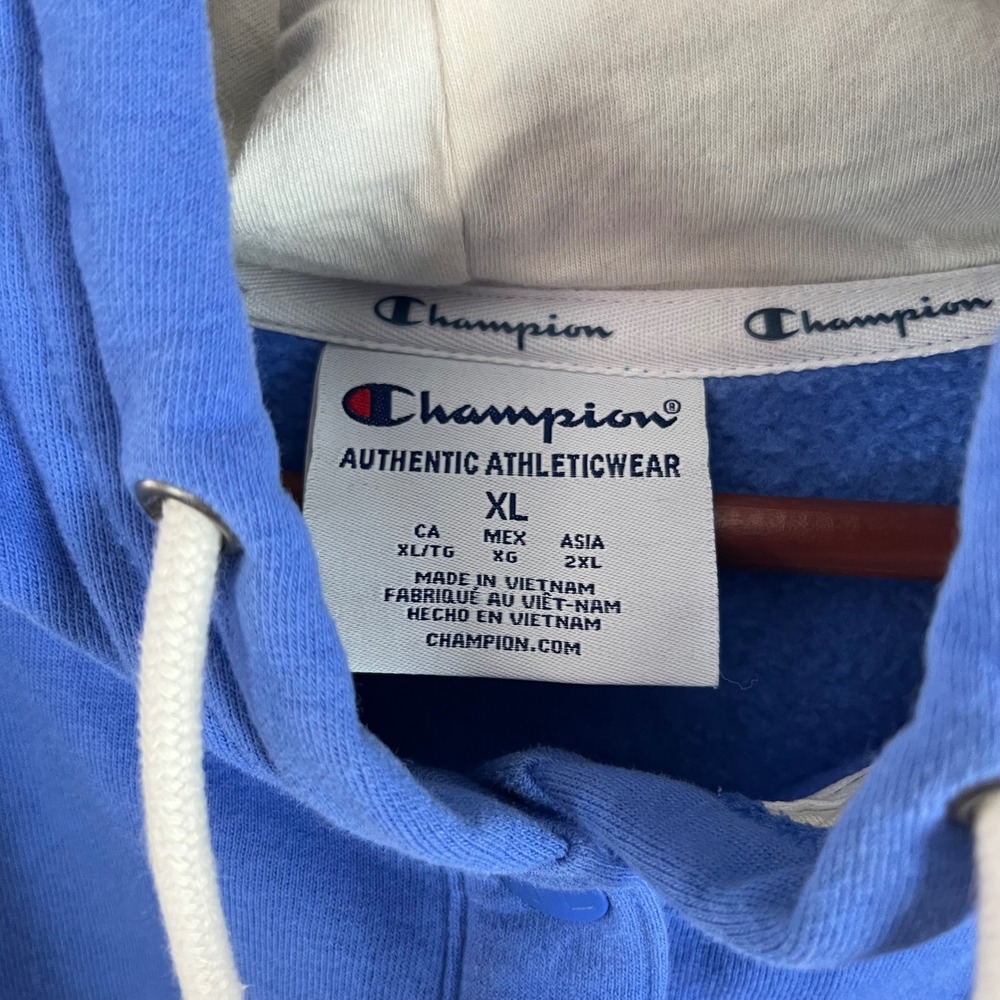 Champion Champion
Champion®
AUTHENTIC ATHLETICWEAR
XL
CA MEX ASIA
XL/TG XG 2XL
MADE IN VIETNAM
FABRIQUÉ AU VIÊT-NAM
HECHO EN VIETNAM
CHAMPION.COM